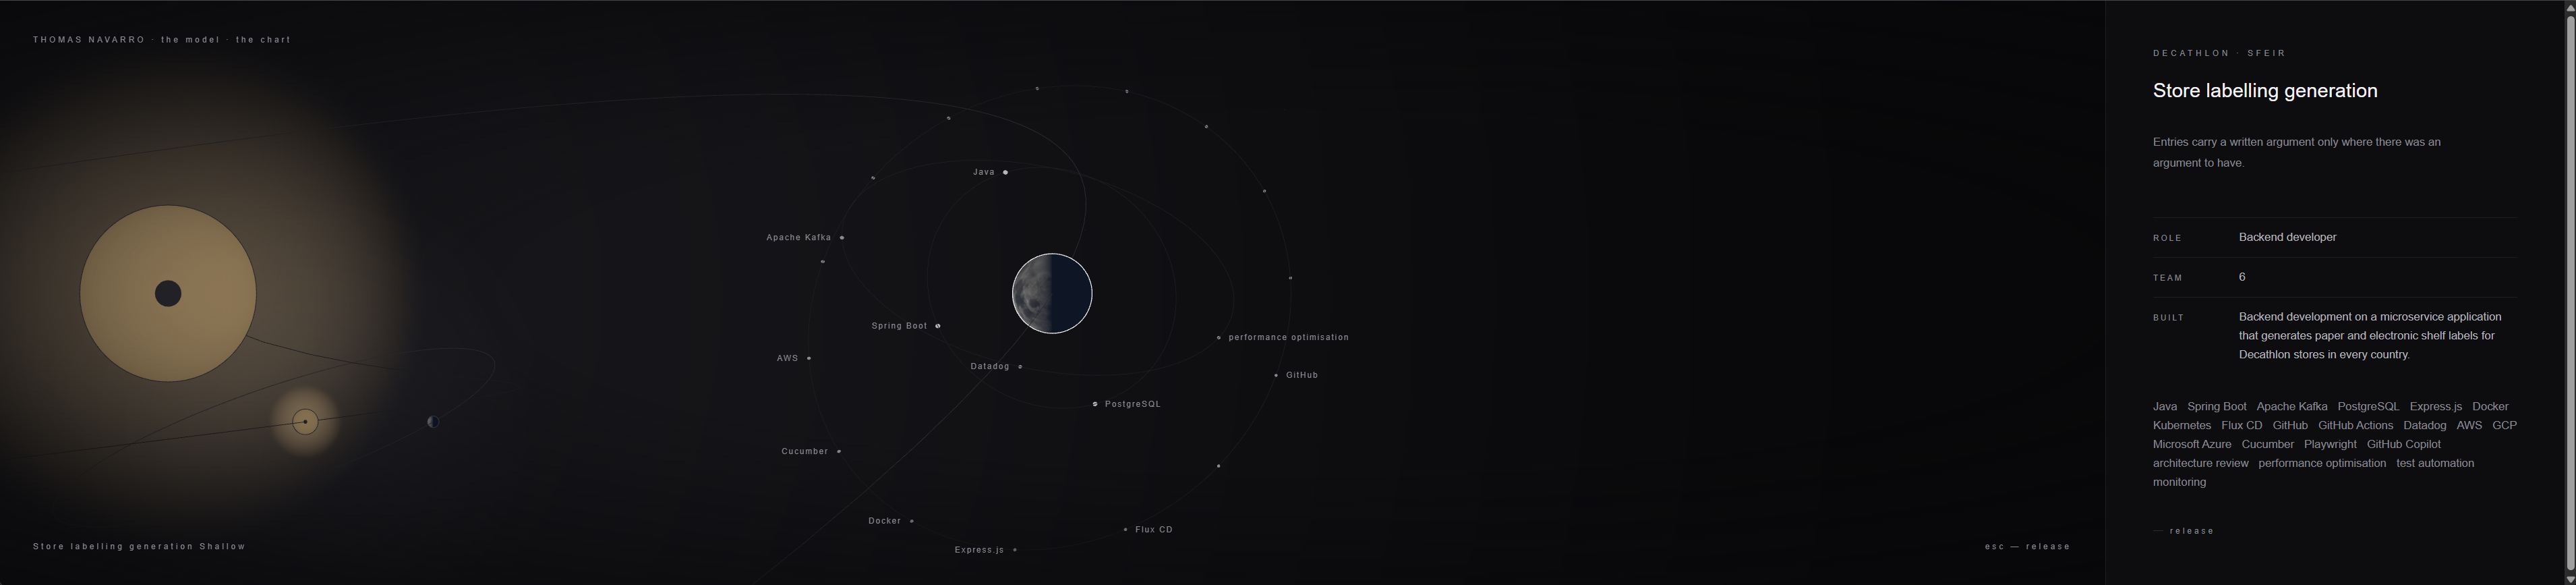 THOMAS NAVARRO · the model · the chart
Java
Apache Kafka
Spring Boot
performance optimisation
AWS
Datadog
GitHub
PostgreSQL
Cucumber
Docker
Flux CD
Express.js
Store labelling generation Shallow
esc — release
DECATHLON · SFEIR
Store labelling generation
Entries carry a written argument only where there was an
argument to have.
ROLE Backend developer
TEAM 6
BUILT Backend development on a microservice application
that generates paper and electronic shelf labels for
Decathlon stores in every country.
Java Spring Boot Apache Kafka PostgreSQL Express.js Docker
Kubernetes Flux CD GitHub GitHub Actions Datadog AWS GCP
Microsoft Azure Cucumber Playwright GitHub Copilot
architecture review performance optimisation test automation
monitoring
— release